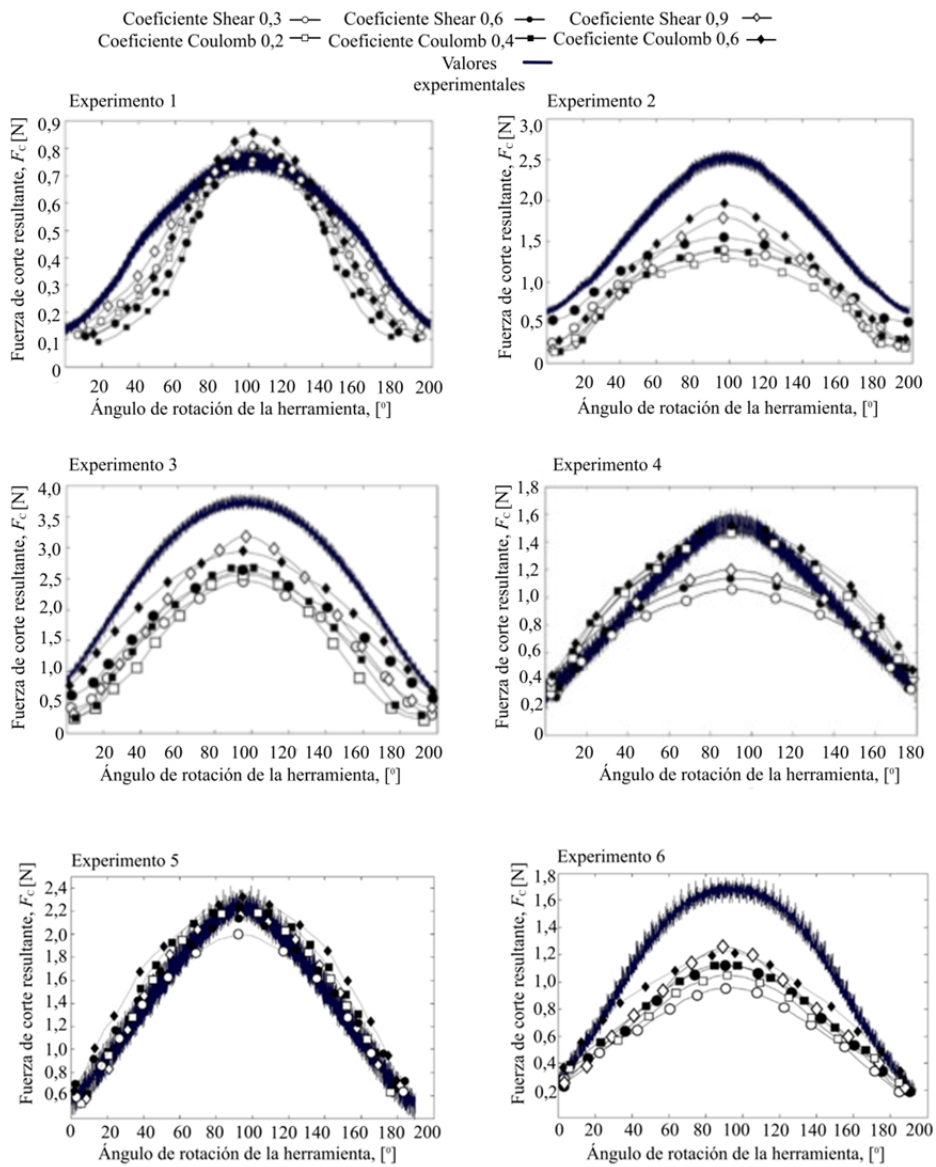 Coeficiente Shear 0,3 Coeficiente Shear 0,6 Coeficiente Shear 0,9
Coeficiente Coulomb 0,2 Coeficiente Coulomb 0,4 Coeficiente Coulomb 0,6
Valores
experimentales
Experimento 1
Fuerza de corte resultante, Fc [N]
0,9
0,8
0,7
0,6
0,5
0,4
0,3
0,2
0,1
0
20 40 60 80 100 120 140 160 180 200
Ángulo de rotación de la herramienta, [º]
Experimento 2
Fuerza de corte resultante, Fc [N]
3,0
2,5
2,0
1,5
1,0
0,5
0
0 20 40 60 80 100 120 140 160 180 200
Ángulo de rotación de la herramienta, [º]
Experimento 3
Fuerza de corte resultante, Fc [N]
4,0
3,0
2,5
2,0
1,5
1,0
0,5
0
20 40 60 80 100 120 140 160 180 200
Ángulo de rotación de la herramienta, [º]
Experimento 4
Fuerza de corte resultante, Fc [N]
1,8
1,6
1,4
1,2
1,0
0,8
0,6
0,4
0,2
0
20 40 60 80 100 120 140 160 180
Ángulo de rotación de la herramienta, [º]
Experimento 5
Fuerza de corte resultante, Fc [N]
2,4
2,2
2,0
1,8
1,6
1,4
1,2
1,0
0,8
0,6
0 20 40 60 80 100 120 140 160 180 200
Ángulo de rotación de la herramienta, [º]
Experimento 6
Fuerza de corte resultante, Fc [N]
1,8
1,6
1,4
1,2
1,0
0,8
0,6
0,4
0,2
0 20 40 60 80 100 120 140 160 180 200
Ángulo de rotación de la herramienta, [º]